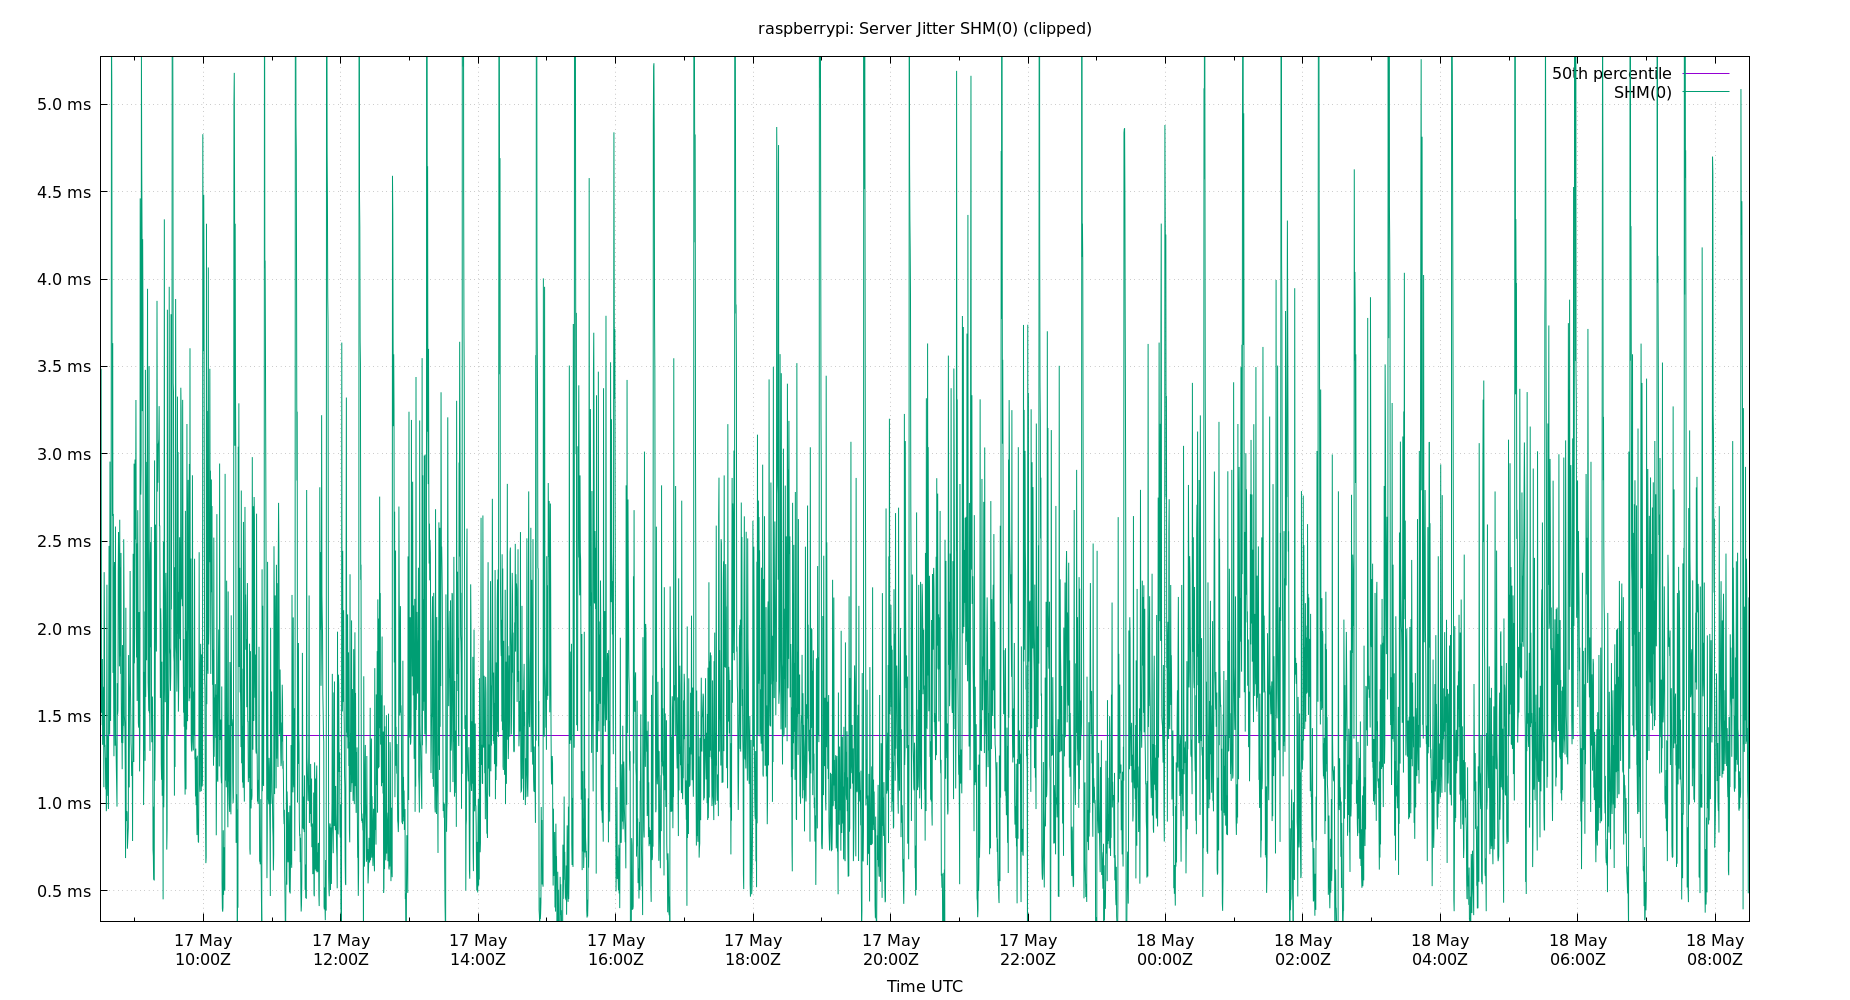 raspberrypi: Server Jitter SHM(0) (clipped)
50th percentile
SHM(0)
5.0 ms
4.5 ms
4.0 ms
3.5 ms
3.0 ms
2.5 ms
2.0 ms
1.5 ms
1.0 ms
0.5 ms
17 May 17 May 17 May 17 May 17 May 17 May 17 May 18 May 18 May 18 May 18 May 18 May
10:00Z 12:00Z 14:00Z 16:00Z 18:00Z 20:00Z 22:00Z 00:00Z 02:00Z 04:00Z 06:00Z 08:00Z
Time UTC